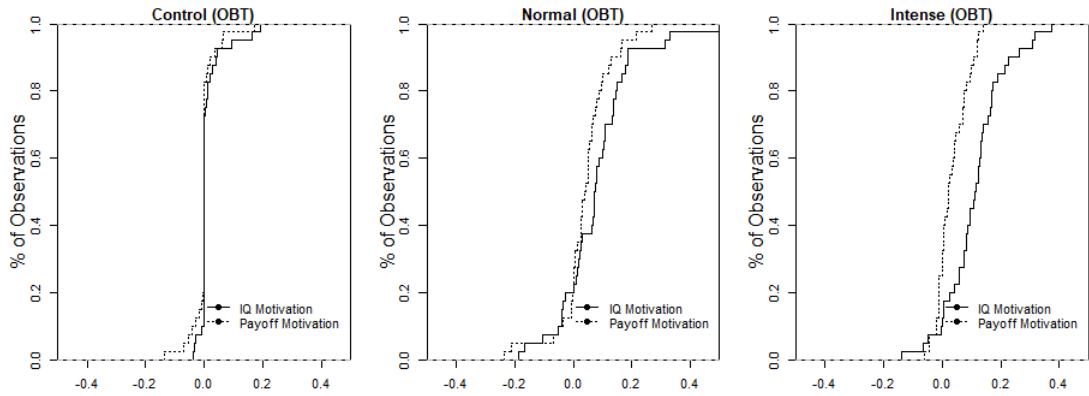 Control (OBT)
% of Observations
0.0 0.2 0.4 0.6 0.8 1.0
IQ Motivation
Payoff Motivation
-0.4 -0.2 0.0 0.2 0.4
Normal (OBT)
% of Observations
0.0 0.2 0.4 0.6 0.8 1.0
IQ Motivation
Payoff Motivation
-0.4 -0.2 0.0 0.2 0.4
Intense (OBT)
% of Observations
0.0 0.2 0.4 0.6 0.8 1.0
IQ Motivation
Payoff Motivation
-0.4 -0.2 0.0 0.2 0.4